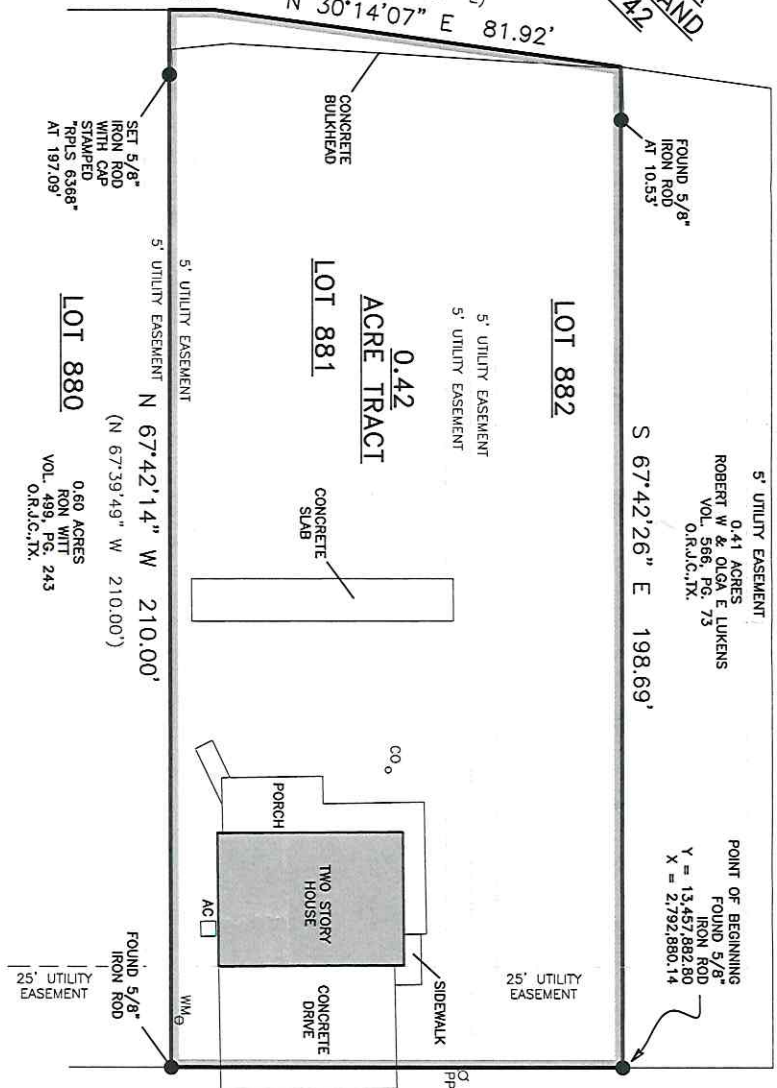 N 30°14'07" E 81.92'
AND
42
FOUND 5/8"
IRON ROD
AT 10.53'
CONCRETE
BULKHEAD
SET 5/8"
IRON ROD
WITH CAP
STAMPED
"RPLS 6368"
AT 197.09'
5' UTILITY EASEMENT
0.41 ACRES
ROBERT W & OLGA E LUKENS
VOL. 566, PG. 73
O.R.J.C.,TX.
S 67°42'26" E 198.69'
LOT 882
5' UTILITY EASEMENT
5' UTILITY EASEMENT
0.42
ACRE TRACT
LOT 881
5' UTILITY EASEMENT
5' UTILITY EASEMENT
N 67°42'14" W 210.00'
(N 67°39'49" W 210.00')
LOT 880
0.60 ACRES
RON WITT
VOL. 499, PG. 243
O.R.J.C.,TX.
CONCRETE
SLAB
POINT OF BEGINNING
FOUND 5/8"
IRON ROD
Y = 13,457,882.80
X = 2,792,880.14
CO
PORCH
TWO STORY
HOUSE
AC
SIDEWALK
CONCRETE
DRIVE
25' UTILITY
EASEMENT
PP
WM
FOUND 5/8"
IRON ROD
25' UTILITY
EASEMENT